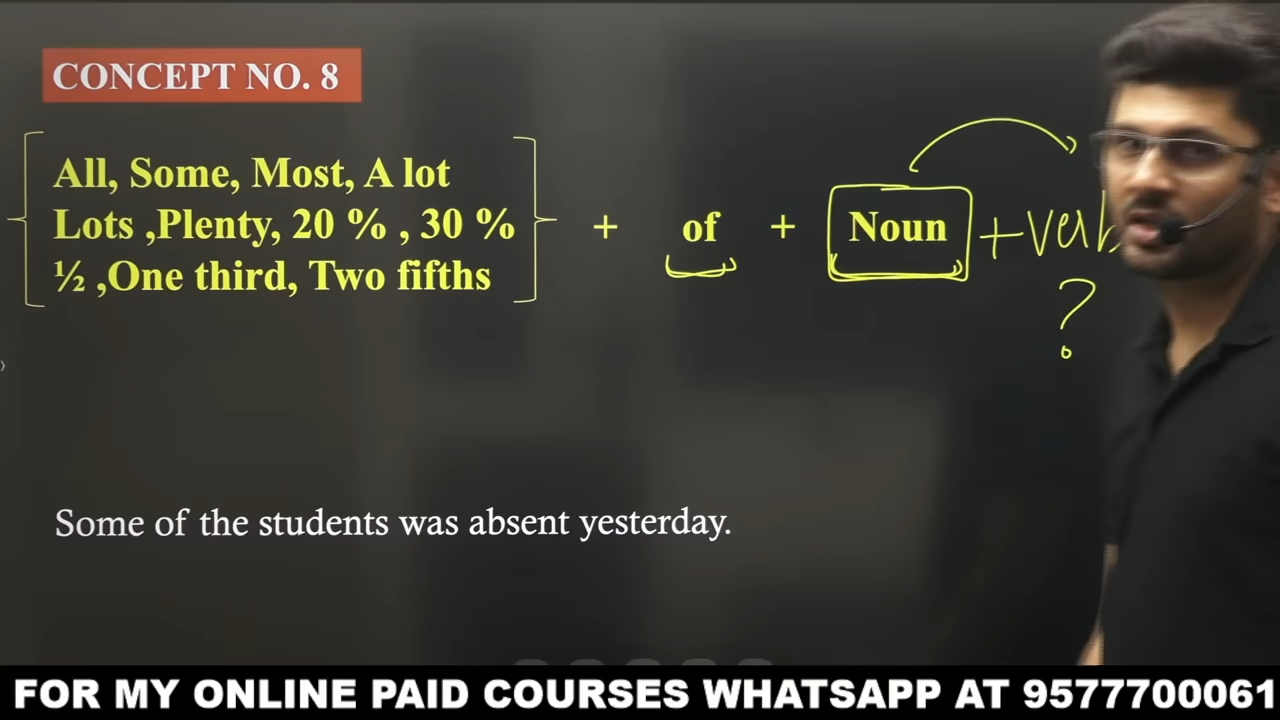 CONCEPT NO. 8
All, Some, Most, A lot
Lots ,Plenty, 20 % , 30 %
½ ,One third, Two fifths
+ of + Noun + verb
?
Some of the students was absent yesterday.
FOR MY ONLINE PAID COURSES WHATSAPP AT 9577700061